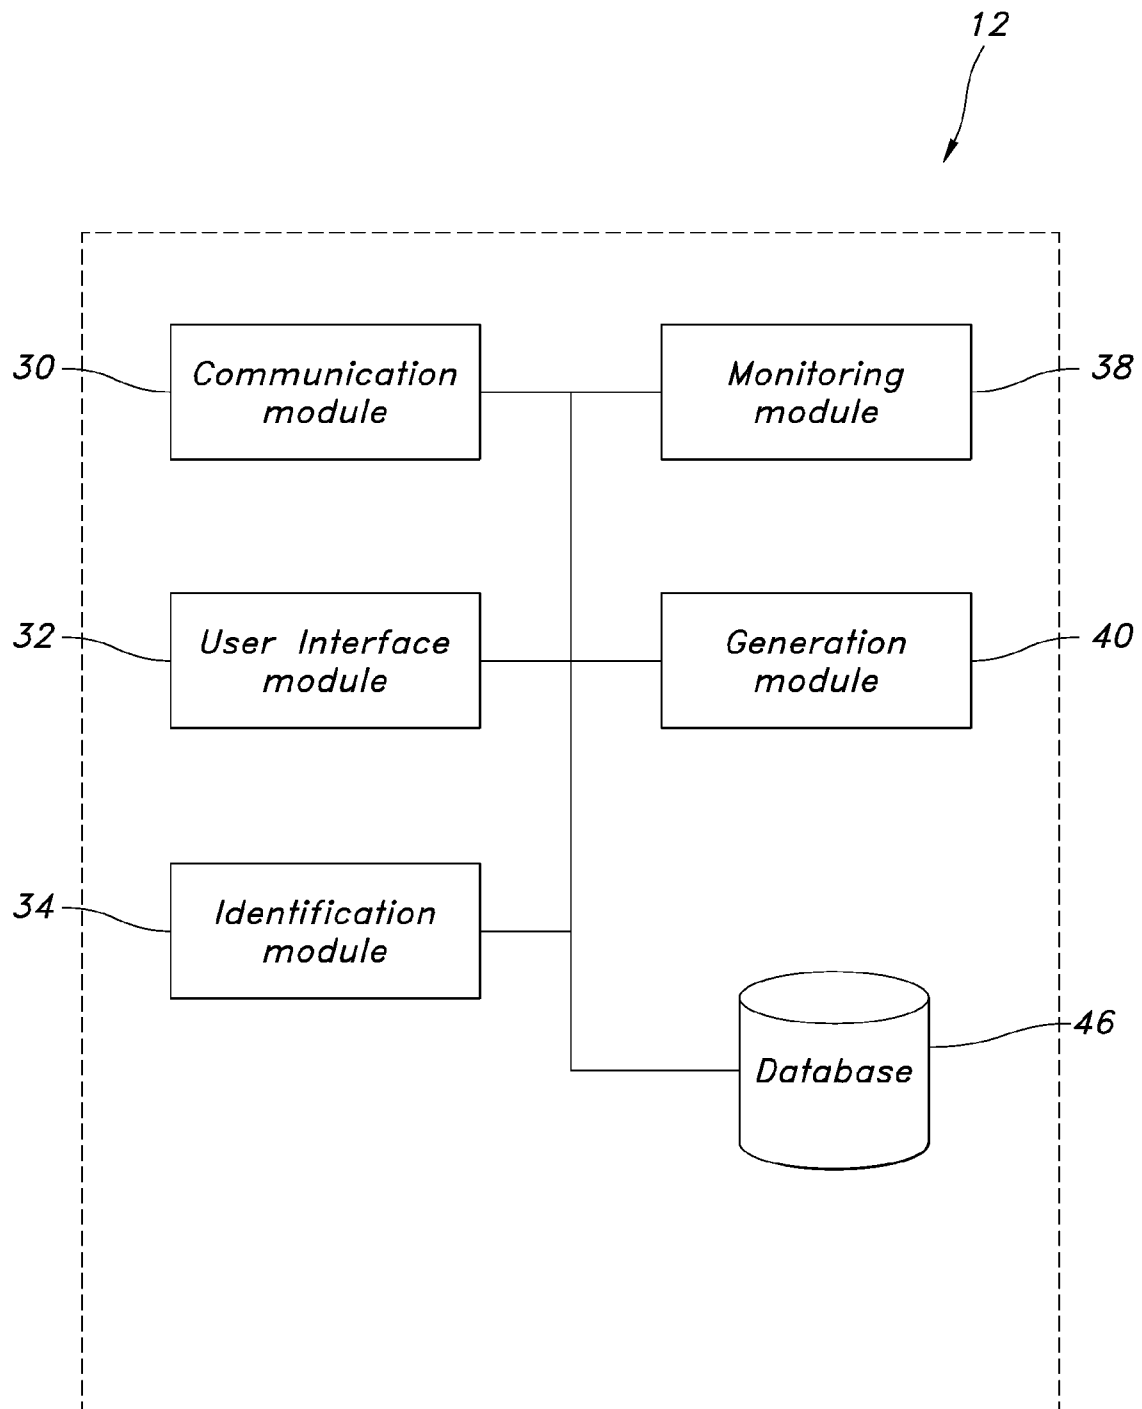 12
30
Communication
module
Monitoring
module
38
32
User Interface
module
Generation
module
40
34
Identification
module
46
Database